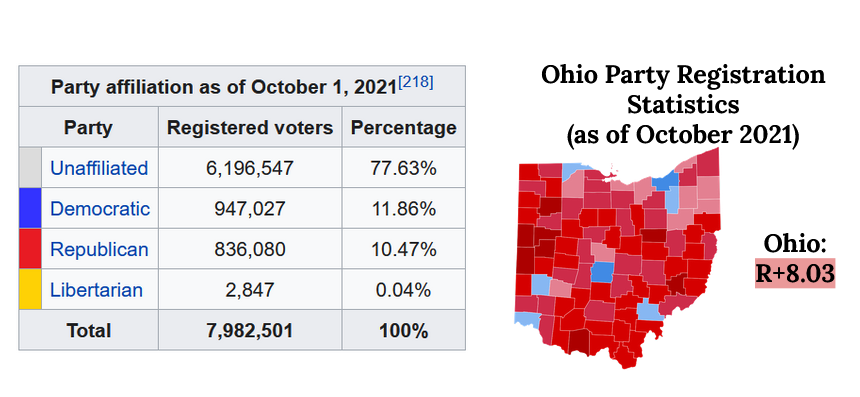 Party affiliation as of October 1, 2021[218]
Party Registered voters Percentage
Unaffiliated 6,196,547 77.63%
Democratic 947,027 11.86%
Republican 836,080 10.47%
Libertarian 2,847 0.04%
Total 7,982,501 100%
Ohio Party Registration
Statistics
(as of October 2021)
Ohio:
R+8.03